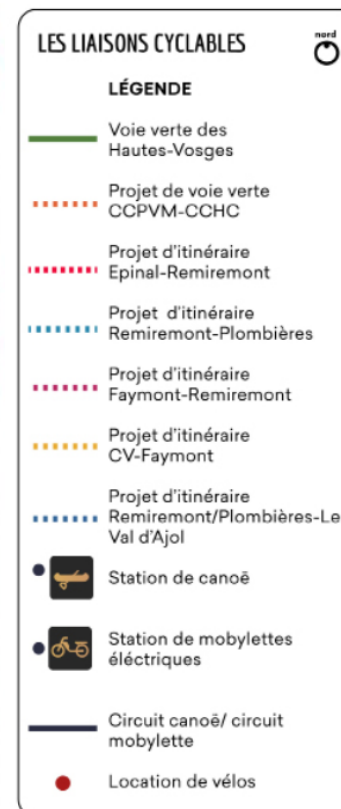 LES LIAISONS CYCLABLES
nord
LÉGENDE
Voie verte des
Hautes-Vosges
Projet de voie verte
CCPVM-CCHC
Projet d'itinéraire
Epinal-Remiremont
Projet d'itinéraire
Remiremont-Plombières
Projet d'itinéraire
Faymont-Remiremont
Projet d'itinéraire
CV-Faymont
Projet d'itinéraire
Remiremont/Plombières-Le
Val d'Ajol
Station de canoë
Station de mobylettes
éléctriques
Circuit canoë/ circuit
mobylette
Location de vélos